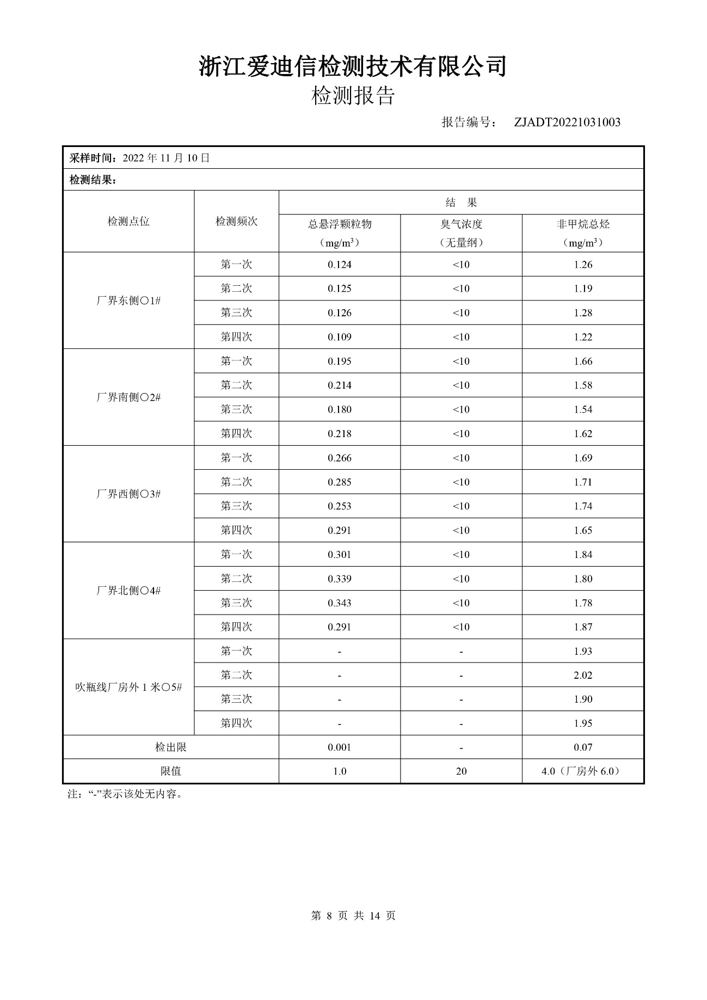 浙江爱迪信检测技术有限公司
检测报告
报告编号： ZJADT20221031003
采样时间：2022 年 11 月 10 日
检测结果：
检测点位 检测频次 结 果
总悬浮颗粒物（mg/m³） 臭气浓度（无量纲） 非甲烷总烃（mg/m³）
厂界东侧〇1# 第一次 0.124 <10 1.26
第二次 0.125 <10 1.19
第三次 0.126 <10 1.28
第四次 0.109 <10 1.22
厂界南侧〇2# 第一次 0.195 <10 1.66
第二次 0.214 <10 1.58
第三次 0.180 <10 1.54
第四次 0.218 <10 1.62
厂界西侧〇3# 第一次 0.266 <10 1.69
第二次 0.285 <10 1.71
第三次 0.253 <10 1.74
第四次 0.291 <10 1.65
厂界北侧〇4# 第一次 0.301 <10 1.84
第二次 0.339 <10 1.80
第三次 0.343 <10 1.78
第四次 0.291 <10 1.87
吹瓶线厂房外 1 米〇5# 第一次 - - 1.93
第二次 - - 2.02
第三次 - - 1.90
第四次 - - 1.95
检出限 0.001 - 0.07
限值 1.0 20 4.0（厂房外 6.0）
注：“-”表示该处无内容。
第 8 页 共 14 页